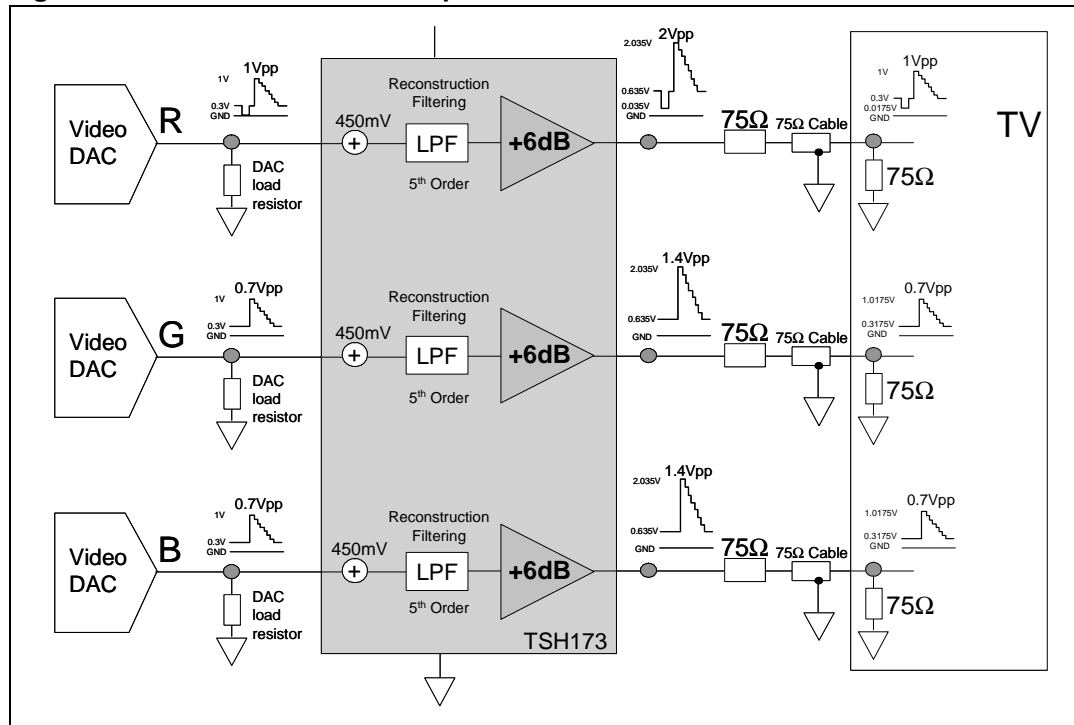 Video
DAC
R
1V
1Vpp
0.3V
GND
DAC
load
resistor
450mV
Reconstruction
Filtering
LPF
5th Order
+6dB
2Vpp
2.035V
0.635V
0.035V
GND
75Ω
75Ω Cable
1Vpp
1V
0.3V
0.0175V
GND
75Ω
TV
Video
DAC
G
0.7Vpp
1V
0.3V
GND
DAC
load
resistor
450mV
Reconstruction
Filtering
LPF
5th Order
+6dB
1.4Vpp
2.035V
0.635V
GND
75Ω
75Ω Cable
0.7Vpp
1.0175V
0.3175V
GND
75Ω
Video
DAC
B
0.7Vpp
1V
0.3V
GND
DAC
load
resistor
450mV
Reconstruction
Filtering
LPF
5th Order
+6dB
1.4Vpp
2.035V
0.635V
GND
75Ω
75Ω Cable
0.7Vpp
1.0175V
0.3175V
GND
75Ω
TSH173